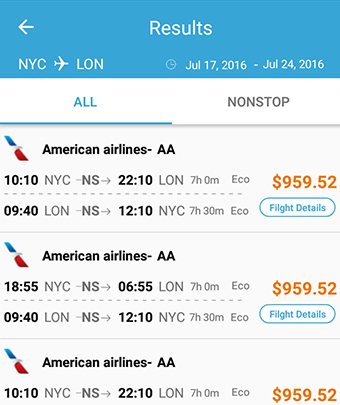 Results
NYC LON Jul 17, 2016 - Jul 24, 2016
ALL NONSTOP
American airlines- AA
10:10 NYC -NS→ 22:10 LON 7h 0m Eco $959.52
09:40 LON -NS→ 12:10 NYC 7h 30m Eco Filght Details
American airlines- AA
18:55 NYC -NS→ 06:55 LON 7h 0m Eco $959.52
09:40 LON -NS→ 12:10 NYC 7h 30m Eco Filght Details
American airlines- AA
10:10 NYC -NS→ 22:10 LON 7h 0m Eco $959.52